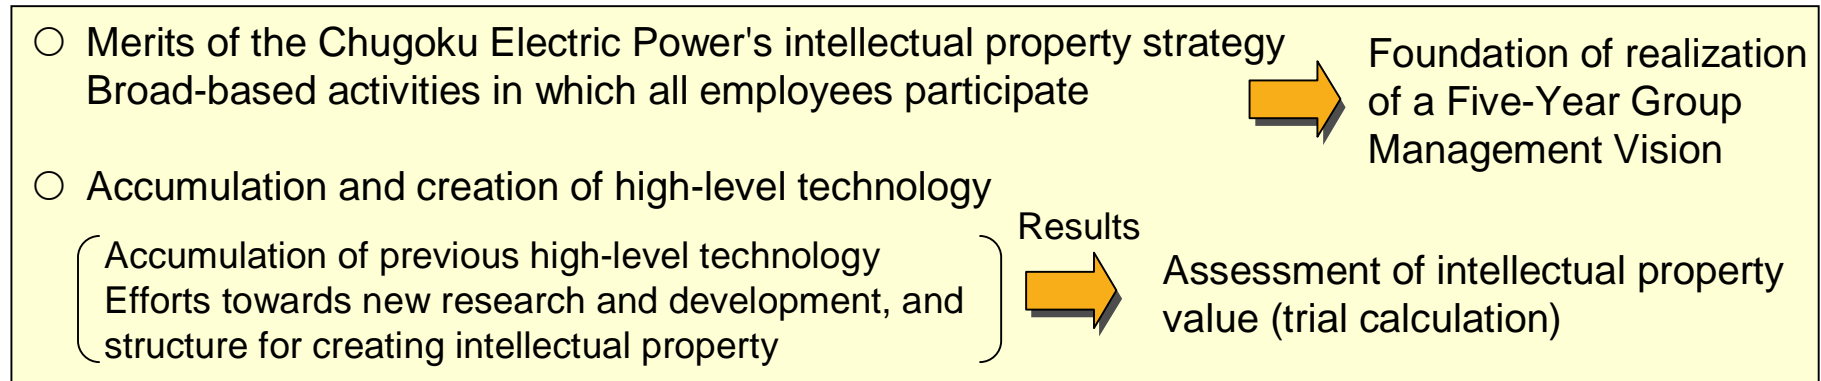 ○ Merits of the Chugoku Electric Power's intellectual property strategy
Broad-based activities in which all employees participate
Foundation of realization
of a Five-Year Group
Management Vision
○ Accumulation and creation of high-level technology
Accumulation of previous high-level technology
Efforts towards new research and development, and
structure for creating intellectual property
Results
Assessment of intellectual property
value (trial calculation)